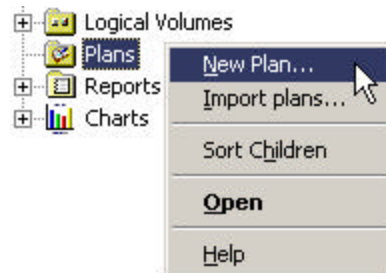 Logical Volumes
Plans
Reports
Charts
New Plan...
Import plans...
Sort Children
Open
Help